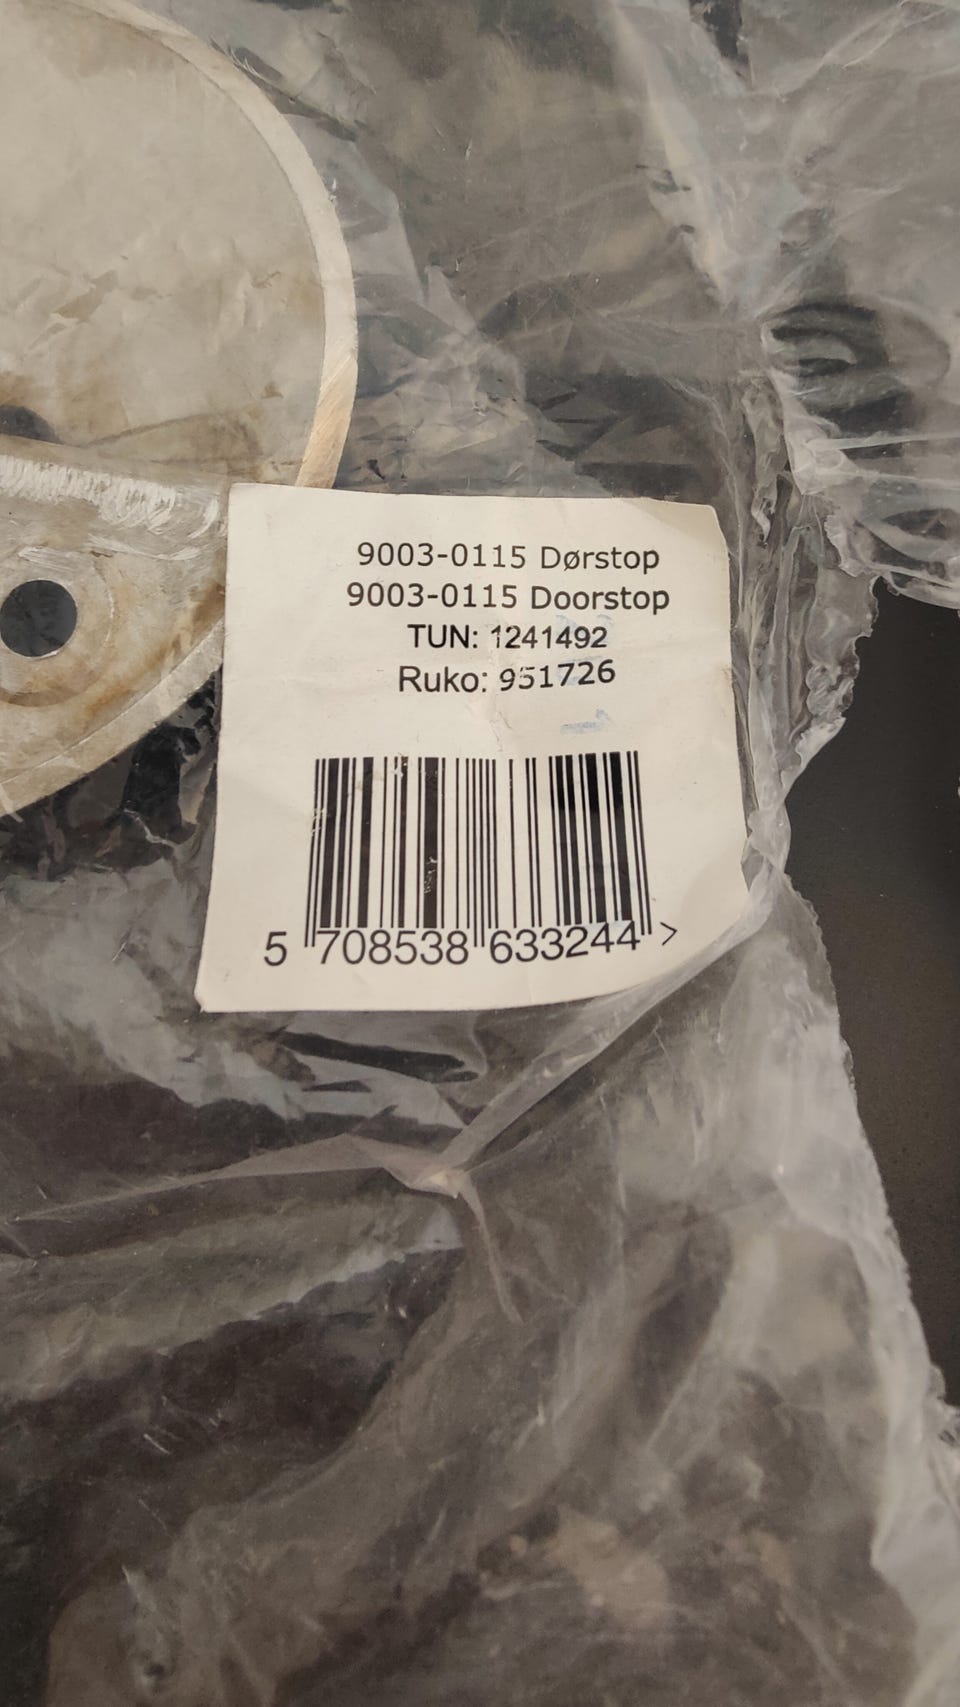 9003-0115 Dørstop
9003-0115 Doorstop
TUN: 1241492
Ruko: 951726
5 708538 633244 >